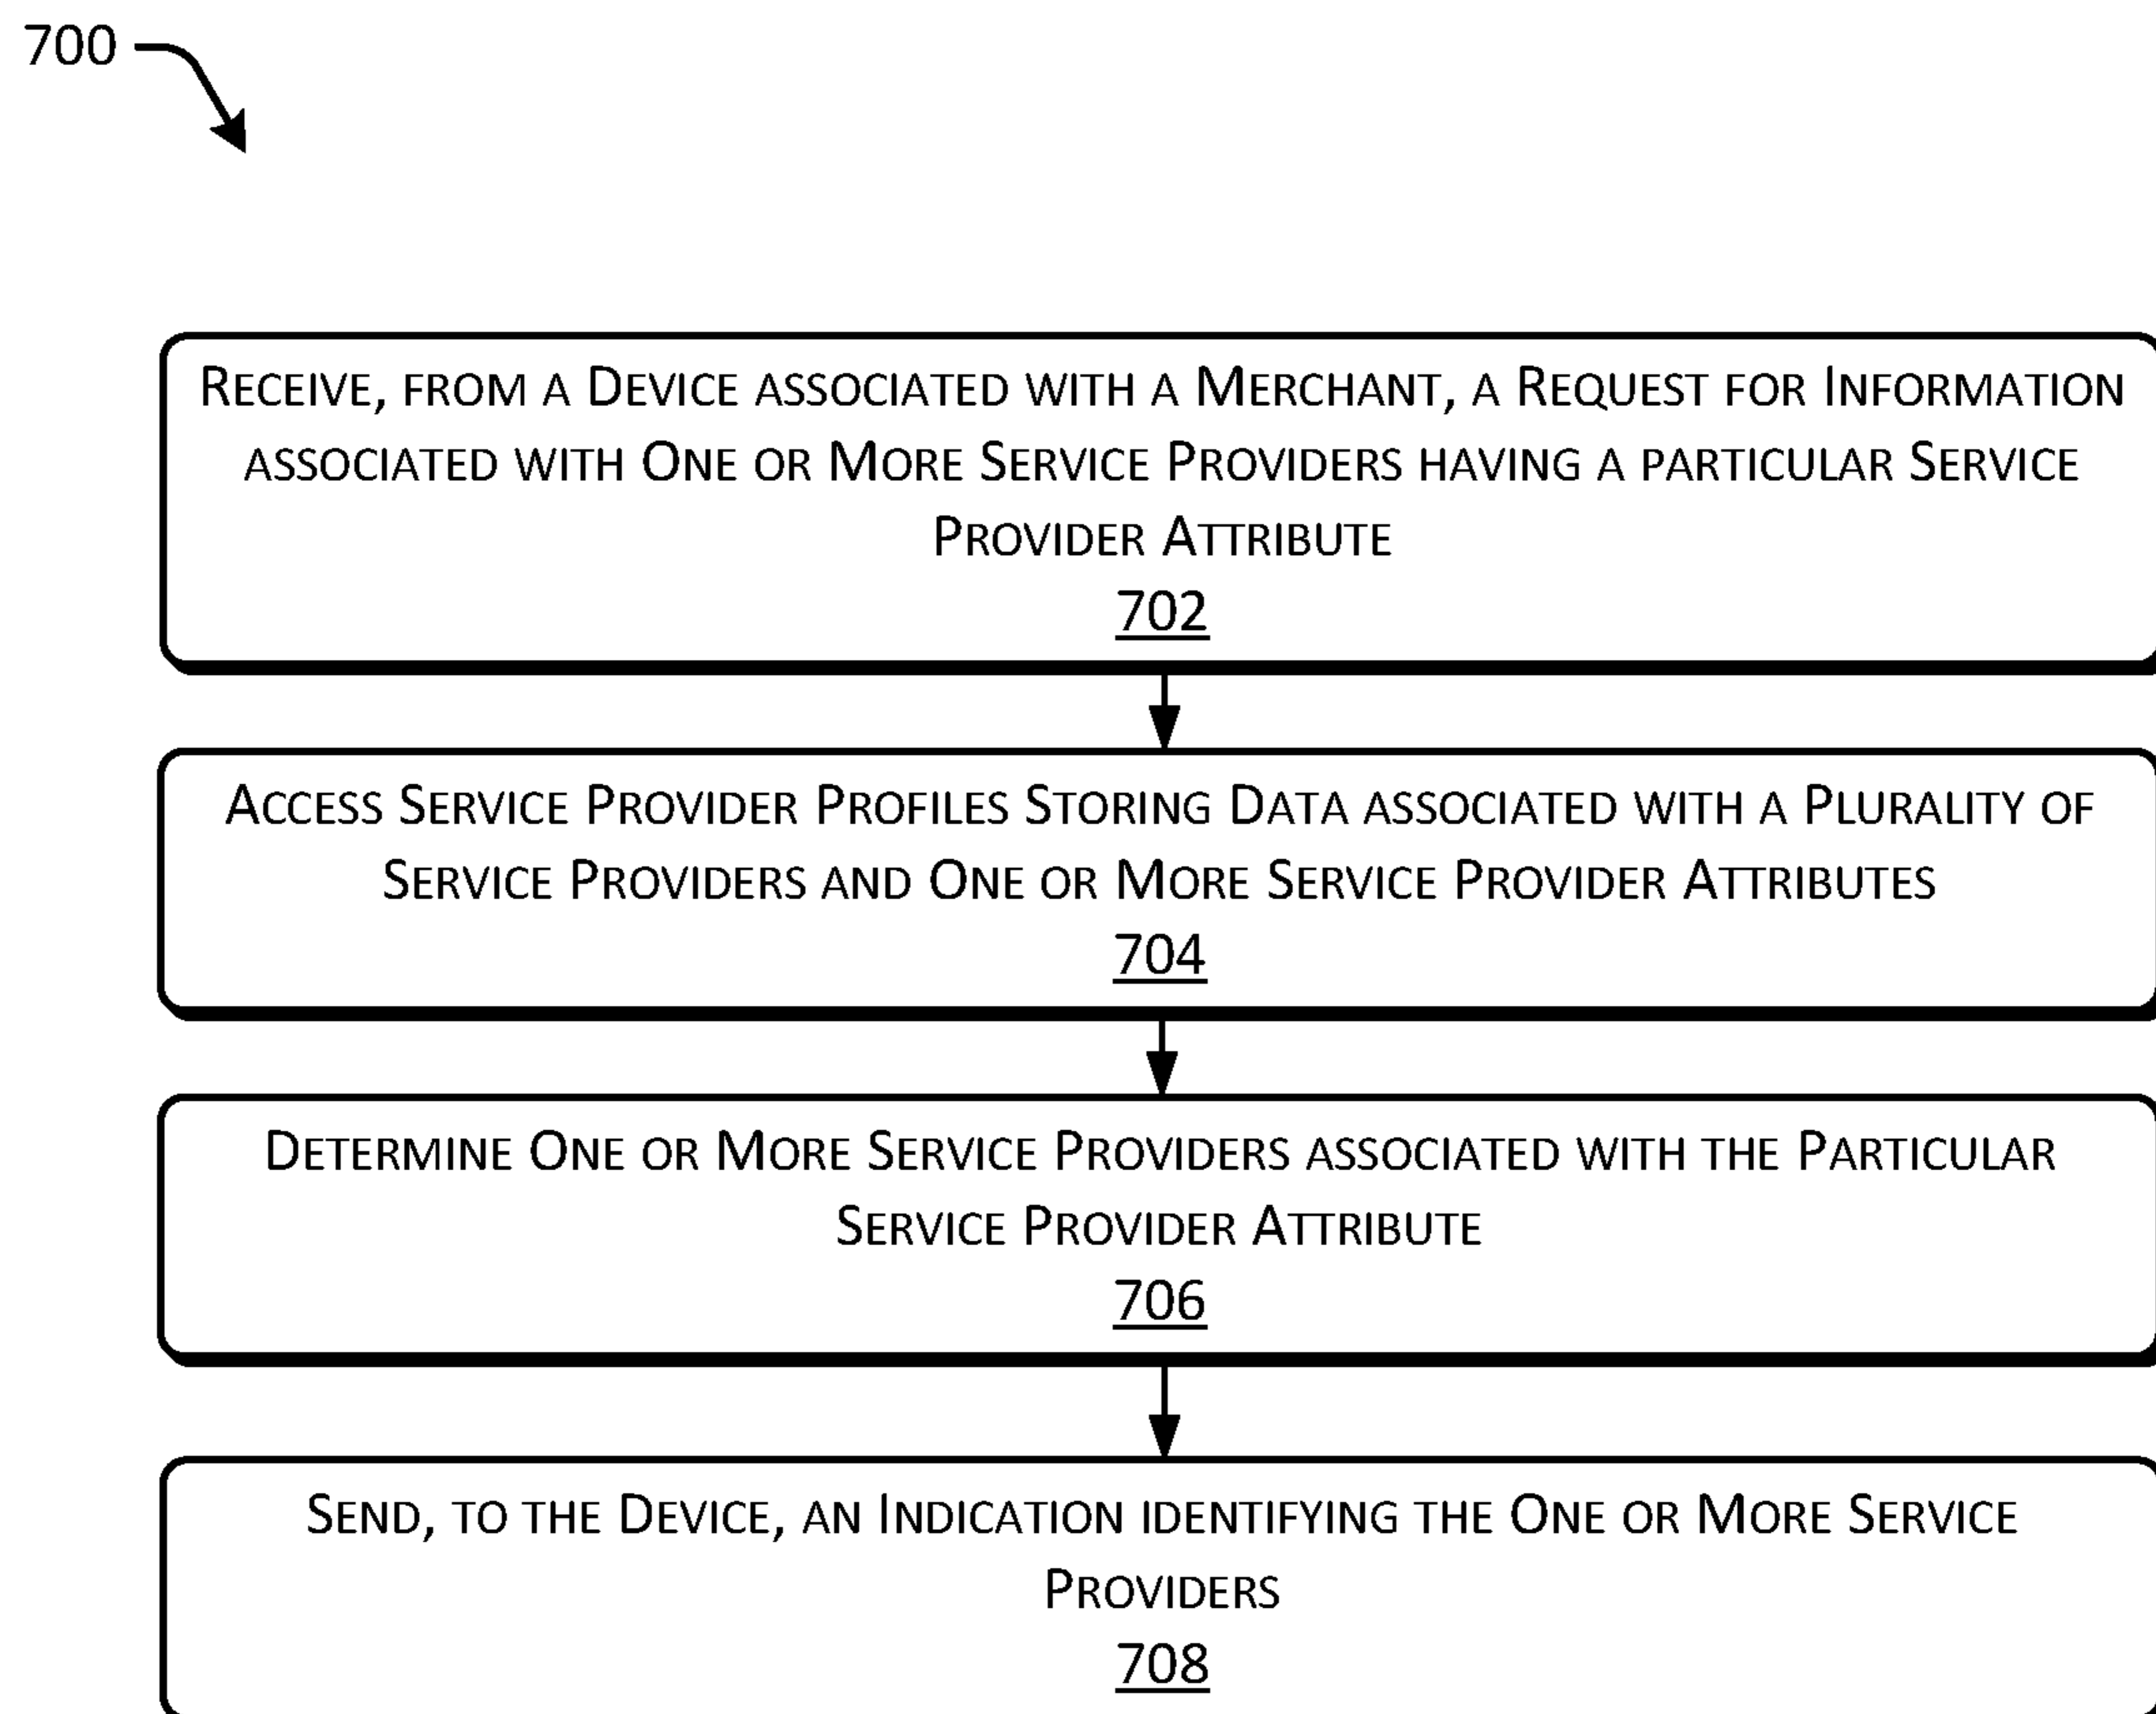 700
Receive, from a Device associated with a Merchant, a Request for Information
associated with One or More Service Providers having a particular Service
Provider Attribute
702
Access Service Provider Profiles Storing Data associated with a Plurality of
Service Providers and One or More Service Provider Attributes
704
Determine One or More Service Providers associated with the Particular
Service Provider Attribute
706
Send, to the Device, an Indication identifying the One or More Service
Providers
708